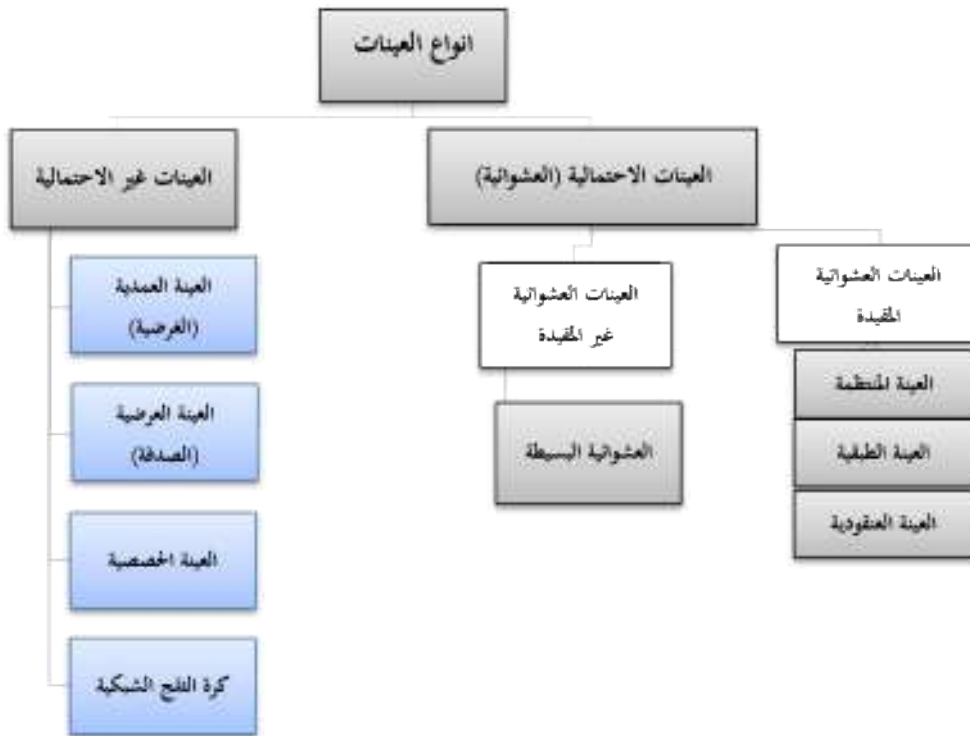 انواع العينات
العينات الاحتمالية (العشوائية)
العينات غير الاحتمالية
العينات العشوائية
المقيدة
العينات العشوائية
غير المقيدة
العينة المنتظمة
العينة الطبقية
العينة العنقودية
العشوائية البسيطة
العينة العمدية
(الغرضية)
العينة العرضية
(الصدفة)
العينة الحصصية
كرة الثلج الشبكية